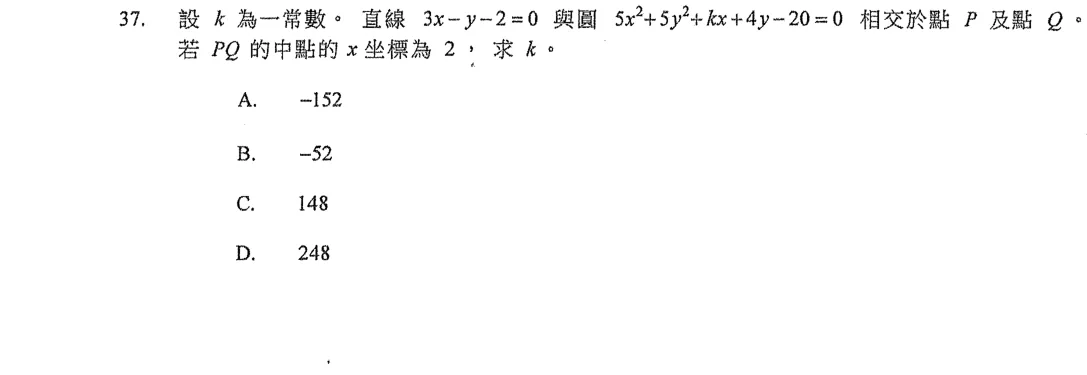 37. 設 k 為一常數。 直線 3x−y−2=0 與圓 5x²+5y²+kx+4y−20=0 相交於點 P 及點 Q 。
若 PQ 的中點的 x 坐標為 2 , 求 k 。
A. −152
B. −52
C. 148
D. 248